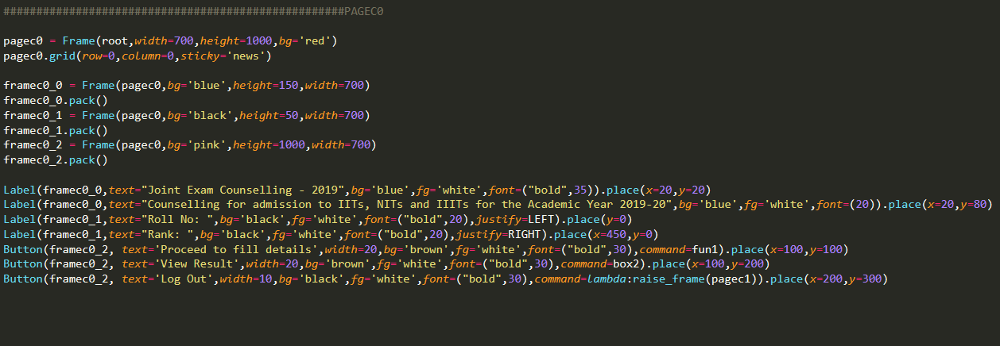 ####################################################PAGEC0
pagec0 = Frame(root,width=700,height=1000,bg='red')
pagec0.grid(row=0,column=0,sticky='news')
framec0_0 = Frame(pagec0,bg='blue',height=150,width=700)
framec0_0.pack()
framec0_1 = Frame(pagec0,bg='black',height=50,width=700)
framec0_1.pack()
framec0_2 = Frame(pagec0,bg='pink',height=1000,width=700)
framec0_2.pack()
Label(framec0_0,text="Joint Exam Counselling - 2019",bg='blue',fg='white',font=("bold",35)).place(x=20,y=20)
Label(framec0_0,text="Counselling for admission to IITs, NITs and IIITs for the Academic Year 2019-20",bg='blue',fg='white',font=(20)).place(x=20,y=80)
Label(framec0_1,text="Roll No: ",bg='black',fg='white',font=("bold",20),justify=LEFT).place(y=0)
Label(framec0_1,text="Rank: ",bg='black',fg='white',font=("bold",20),justify=RIGHT).place(x=450,y=0)
Button(framec0_2, text='Proceed to fill details',width=20,bg='brown',fg='white',font=("bold",30),command=fun1).place(x=100,y=100)
Button(framec0_2, text='View Result',width=20,bg='brown',fg='white',font=("bold",30),command=box2).place(x=100,y=200)
Button(framec0_2, text='Log Out',width=10,bg='black',fg='white',font=("bold",30),command=lambda:raise_frame(pagec1)).place(x=200,y=300)